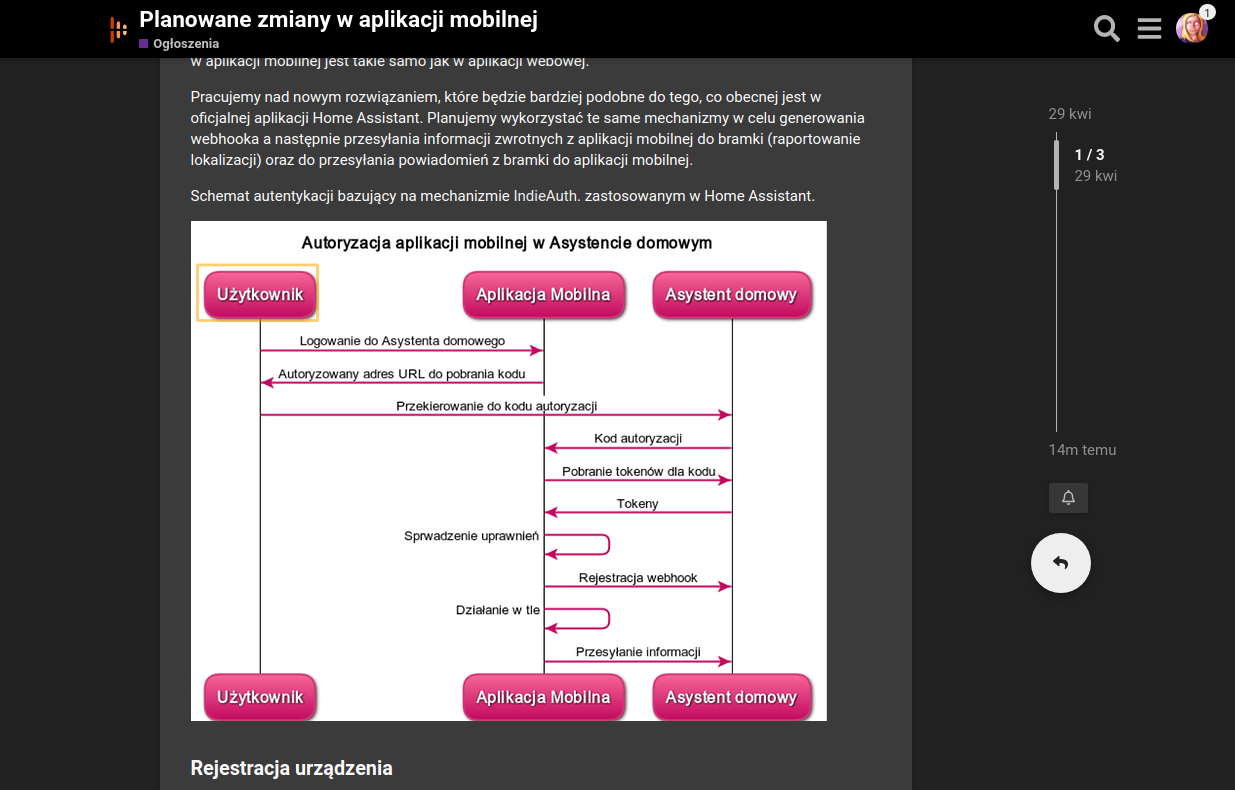 Planowane zmiany w aplikacji mobilnej
Ogłoszenia
1
w aplikacji mobilnej jest takie samo jak w aplikacji webowej.
Pracujemy nad nowym rozwiązaniem, które będzie bardziej podobne do tego, co obecnej jest w
oficjalnej aplikacji Home Assistant. Planujemy wykorzystać te same mechanizmy w celu generowania
webhooka a następnie przesyłania informacji zwrotnych z aplikacji mobilnej do bramki (raportowanie
lokalizacji) oraz do przesyłania powiadomień z bramki do aplikacji mobilnej.
Schemat autentykacji bazujący na mechanizmie IndieAuth. zastosowanym w Home Assistant.
Autoryzacja aplikacji mobilnej w Asystencie domowym
Użytkownik
Aplikacja Mobilna
Asystent domowy
Logowanie do Asystenta domowego
Autoryzowany adres URL do pobrania kodu
Przekierowanie do kodu autoryzacji
Kod autoryzacji
Pobranie tokenów dla kodu
Tokeny
Sprwadzenie uprawnień
Rejestracja webhook
Działanie w tle
Przesyłanie informacji
Użytkownik
Aplikacja Mobilna
Asystent domowy
Rejestracja urządzenia
29 kwi
1 / 3
29 kwi
14m temu